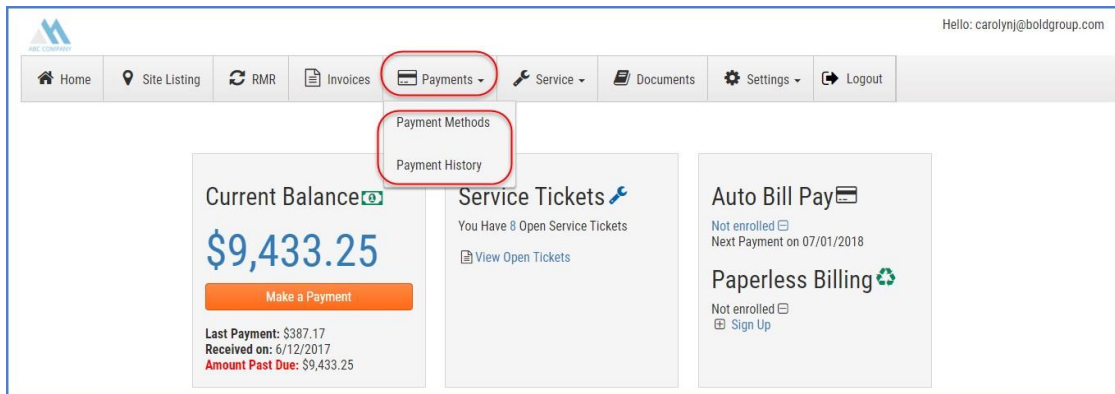 Hello: carolynj@boldgroup.com
ABC COMPANY
Home Site Listing RMR Invoices Payments Service Documents Settings Logout
Payment Methods
Payment History
Current Balance
$9,433.25
Make a Payment
Last Payment: $387.17
Received on: 6/12/2017
Amount Past Due: $9,433.25
Service Tickets
You Have 8 Open Service Tickets
View Open Tickets
Auto Bill Pay
Not enrolled
Next Payment on 07/01/2018
Paperless Billing
Not enrolled
Sign Up